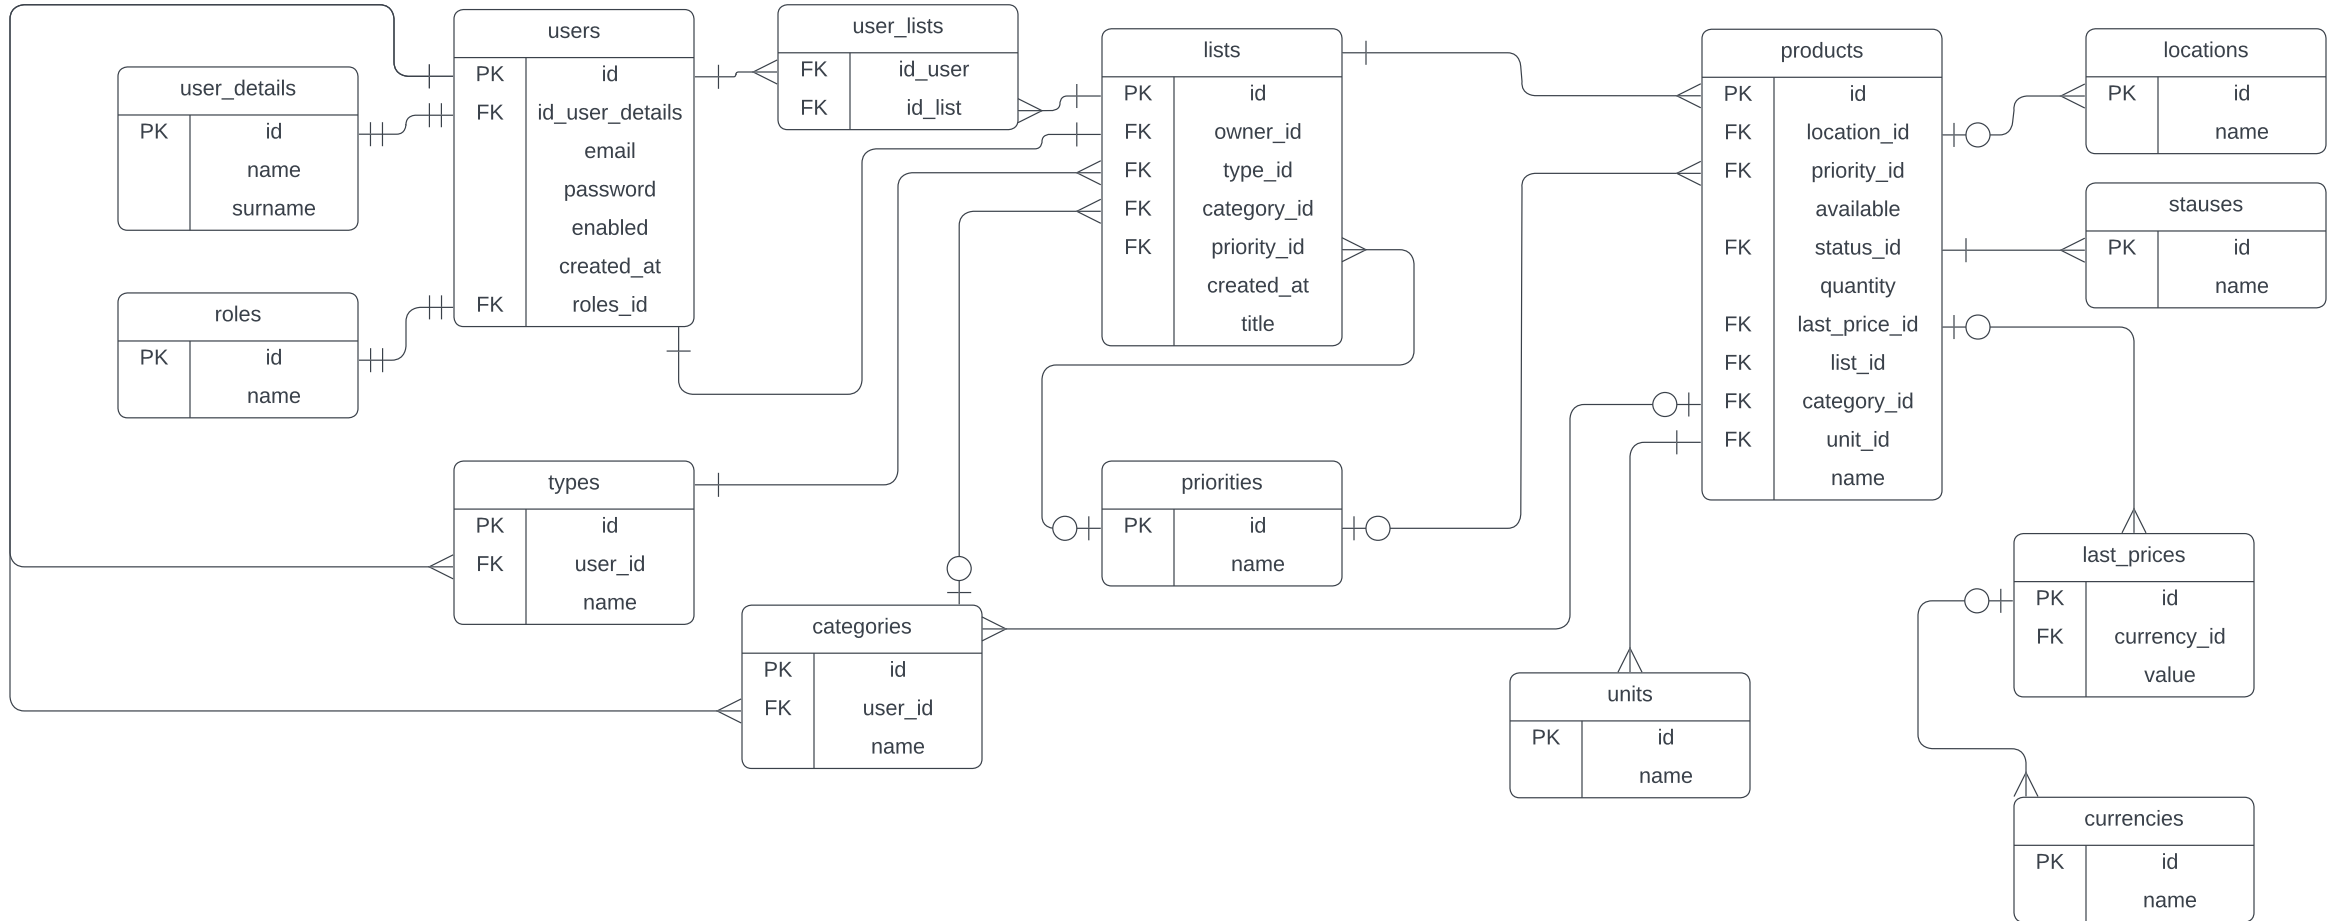 users
PK id
FK id_user_details
email
password
enabled
created_at
FK roles_id
user_details
PK id
name
surname
roles
PK id
name
user_lists
FK id_user
FK id_list
lists
PK id
FK owner_id
FK type_id
FK category_id
FK priority_id
created_at
title
products
PK id
FK location_id
FK priority_id
available
FK status_id
quantity
FK last_price_id
FK list_id
FK category_id
FK unit_id
name
locations
PK id
name
stauses
PK id
name
types
PK id
FK user_id
name
categories
PK id
FK user_id
name
priorities
PK id
name
units
PK id
name
last_prices
PK id
FK currency_id
value
currencies
PK id
name